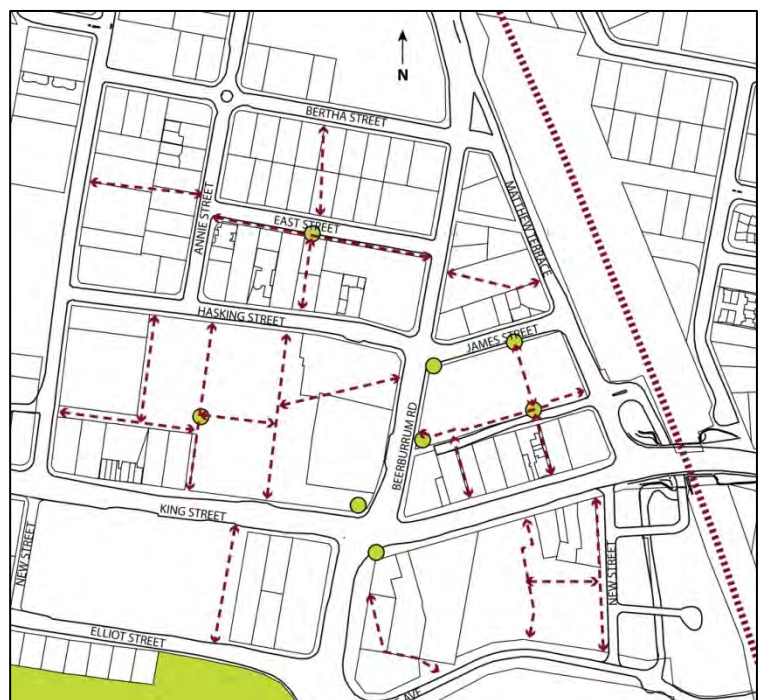 N
BERTHA STREET
MATTHEW TERRACE
ANNIE STREET
EAST STREET
HASKING STREET
JAMES STREET
BEERBURRUM RD
KING STREET
NEW STREET
NEW STREET
ELLIOT STREET
AVE